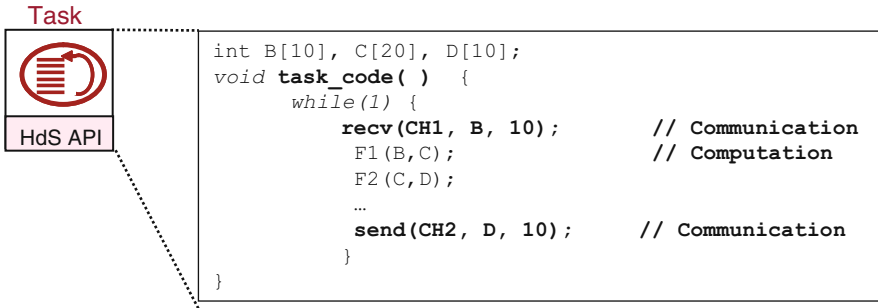 Task
HdS API
int B[10], C[20], D[10];
void task_code( ) {
while(1) {
recv(CH1, B, 10); // Communication
F1(B,C); // Computation
F2(C,D);
…
send(CH2, D, 10); // Communication
}
}